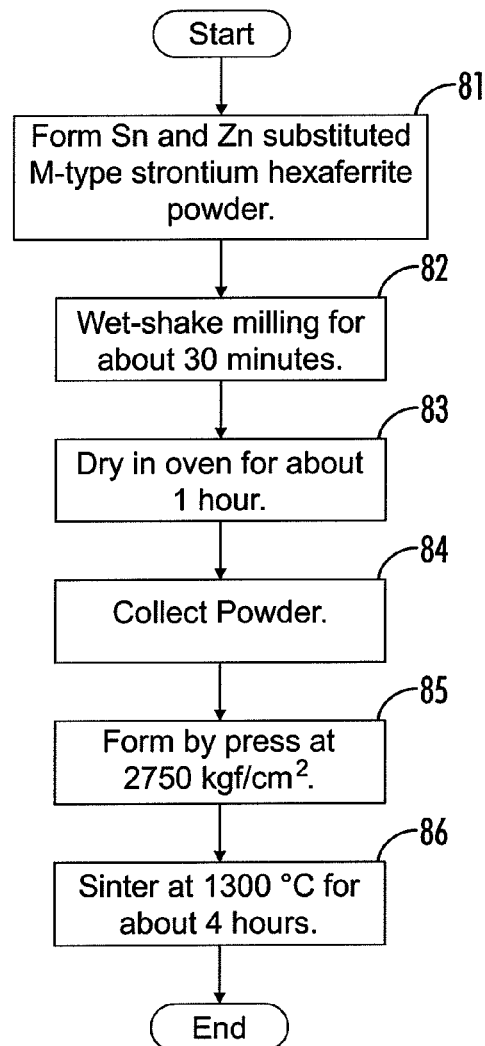 Start
81
Form Sn and Zn substituted
M-type strontium hexaferrite
powder.
82
Wet-shake milling for
about 30 minutes.
83
Dry in oven for about
1 hour.
84
Collect Powder.
85
Form by press at
2750 kgf/cm².
86
Sinter at 1300 °C for
about 4 hours.
End